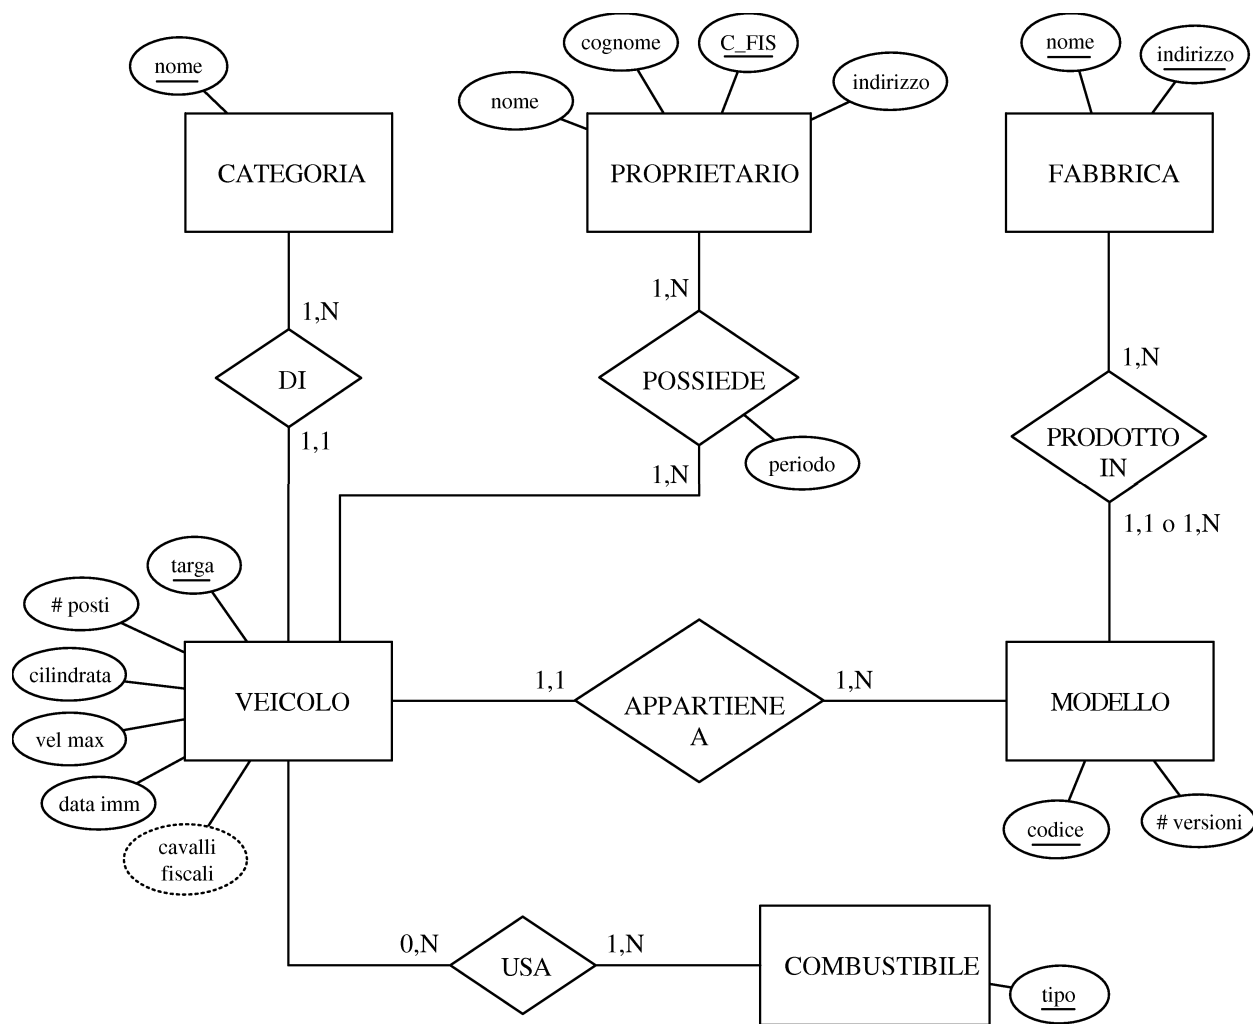 nome
cognome
C_FIS
nome
indirizzo
nome
indirizzo
CATEGORIA
PROPRIETARIO
FABBRICA
1,N
1,N
1,N
DI
POSSIEDE
PRODOTTO
IN
1,1
1,N
periodo
1,1 o 1,N
targa
# posti
cilindrata
vel max
data imm
cavalli
fiscali
VEICOLO
1,1
APPARTIENE
A
1,N
MODELLO
codice
# versioni
0,N
USA
1,N
COMBUSTIBILE
tipo